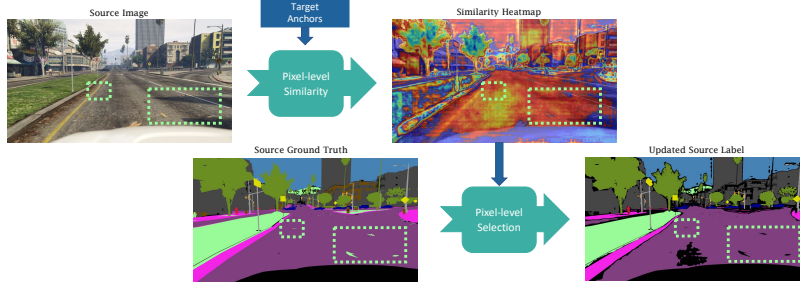 Source Image
Target
Anchors
Similarity Heatmap
Pixel-level
Similarity
Source Ground Truth
Updated Source Label
Pixel-level
Selection